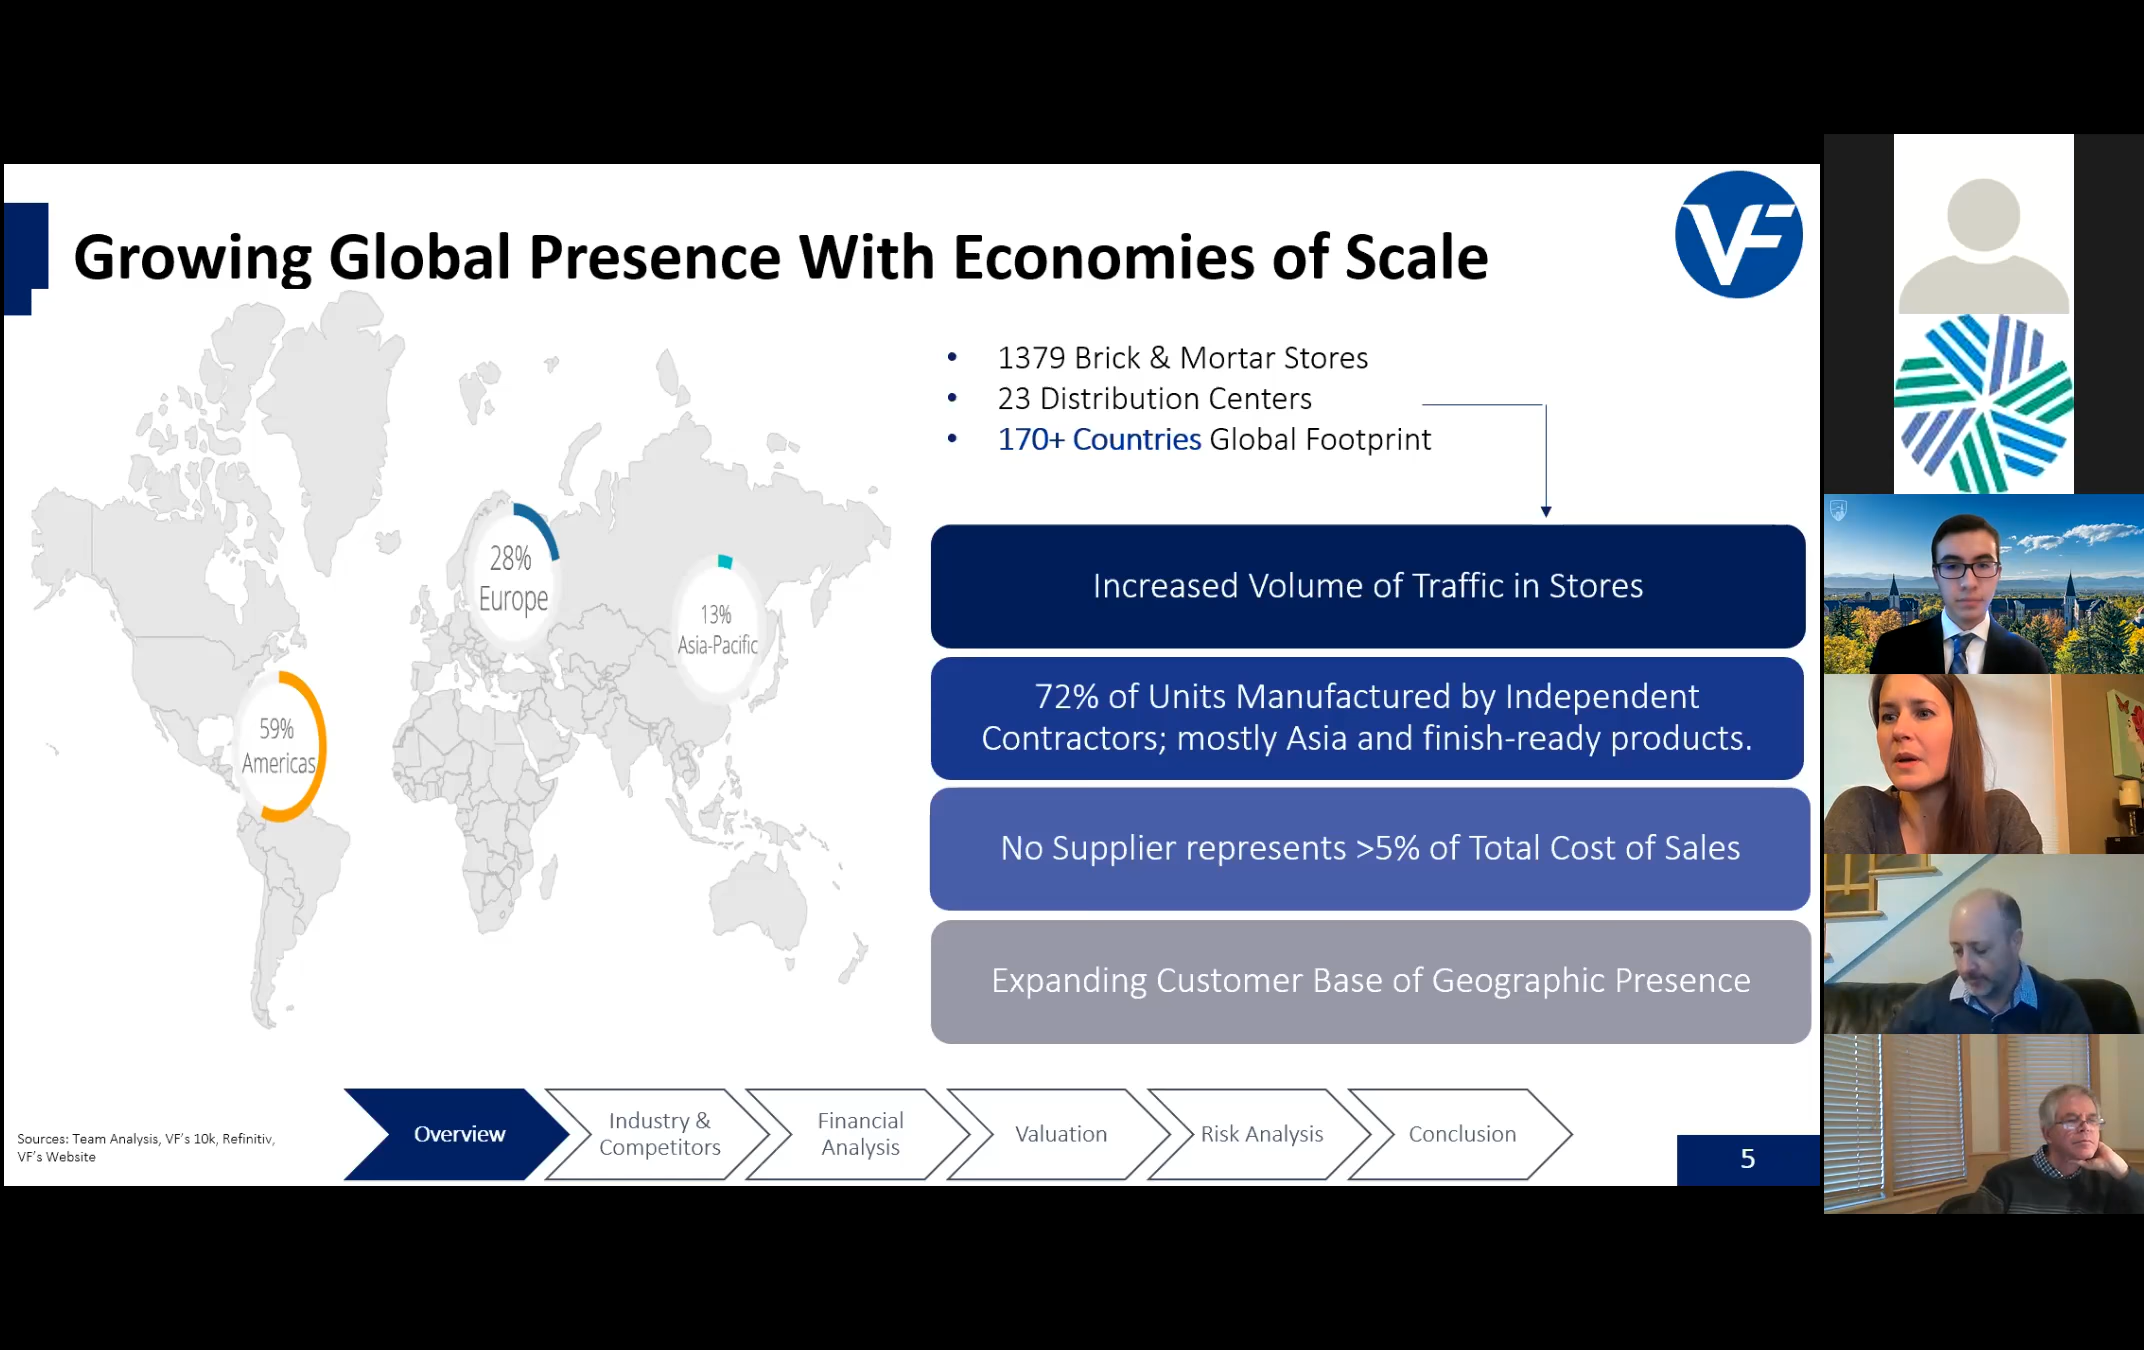 Growing Global Presence With Economies of Scale
VF
• 1379 Brick & Mortar Stores
• 23 Distribution Centers
• 170+ Countries Global Footprint
28%
Europe
13%
Asia-Pacific
59%
Americas
Increased Volume of Traffic in Stores
72% of Units Manufactured by Independent
Contractors; mostly Asia and finish-ready products.
No Supplier represents >5% of Total Cost of Sales
Expanding Customer Base of Geographic Presence
Sources: Team Analysis, VF's 10k, Refinitiv,
VF's Website
Overview
Industry &
Competitors
Financial
Analysis
Valuation
Risk Analysis
Conclusion
5